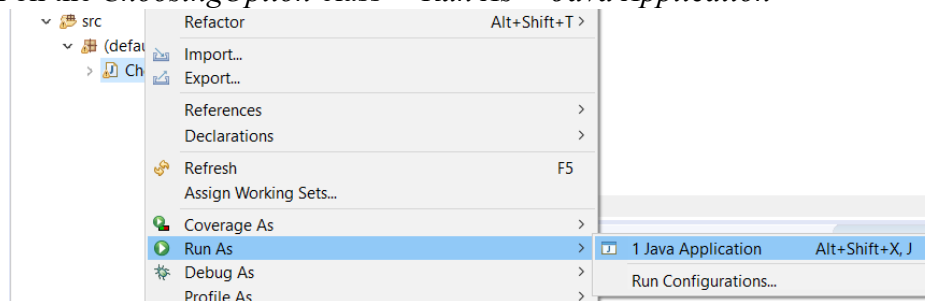 src
Refactor Alt+Shift+T >
(defau
Import...
> Ch
Export...
References >
Declarations >
Refresh F5
Assign Working Sets...
Coverage As >
Run As > 1 Java Application Alt+Shift+X, J
Debug As >
Run Configurations...
Profile As >